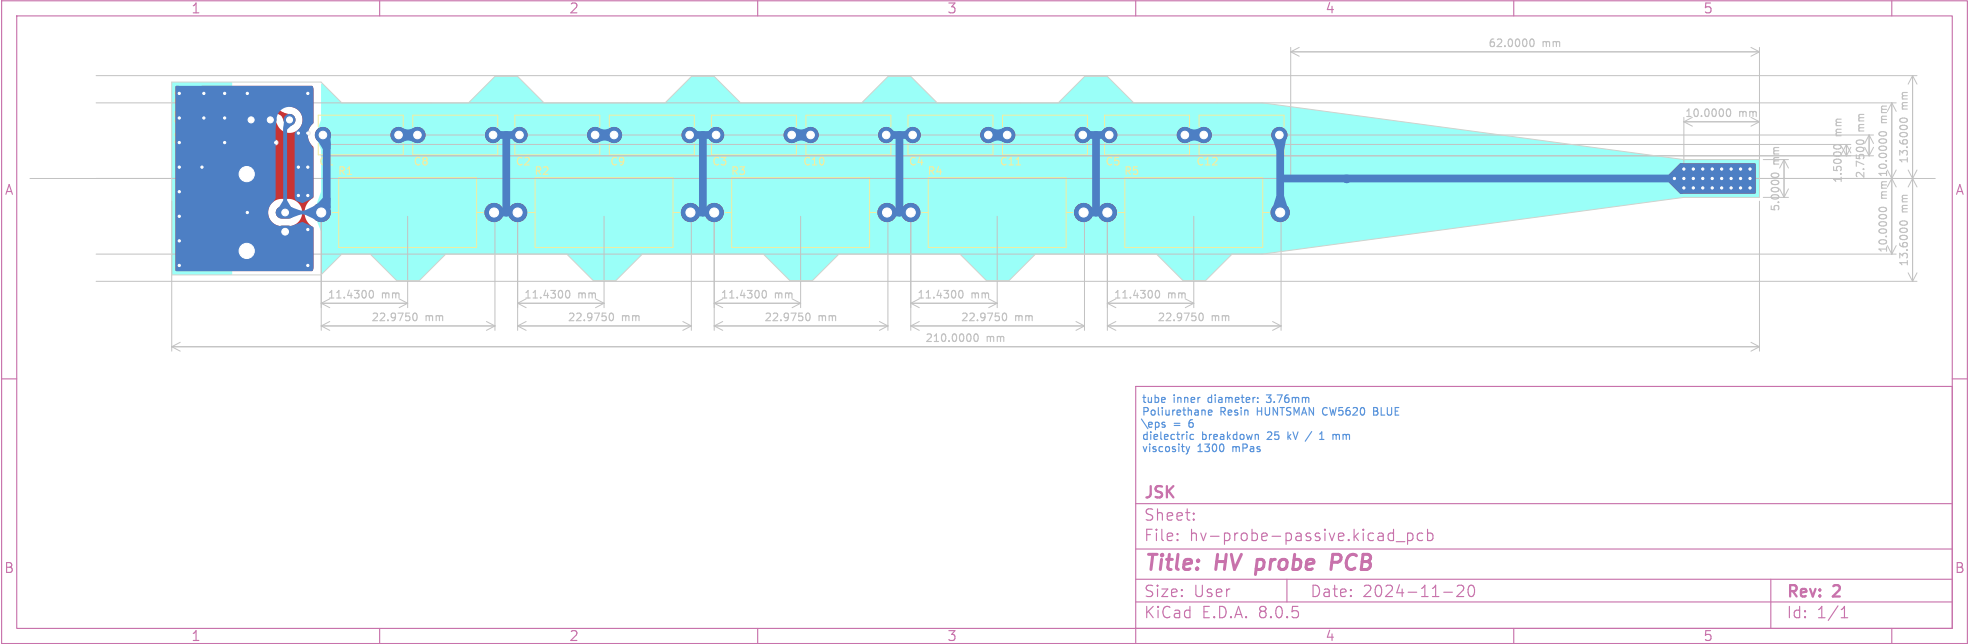 1 2 3 4 5
62.0000 mm
10.0000 mm
1.5000 mm
2.7500 mm
10.0000 mm
13.6000 mm
A
A
R1
R2
R3
5.0000 mm
10.0000 mm
13.6000 mm
11.4300 mm 11.4300 mm 11.4300 mm 11.4300 mm 11.4300 mm
22.9750 mm 22.9750 mm 22.9750 mm 22.9750 mm 22.9750 mm
210.0000 mm
tube inner diameter: 3.76mm
Poliurethane Resin HUNTSMAN CW5620 BLUE
\eps = 6
dielectric breakdown 25 kV / 1 mm
viscosity 1300 mPas
JSK
Sheet:
File: hv-probe-passive.kicad_pcb
B
Title: HV probe PCB
B
Size: User Date: 2024-11-20 Rev: 2
KiCad E.D.A. 8.0.5 Id: 1/1
1 2 3 4 5